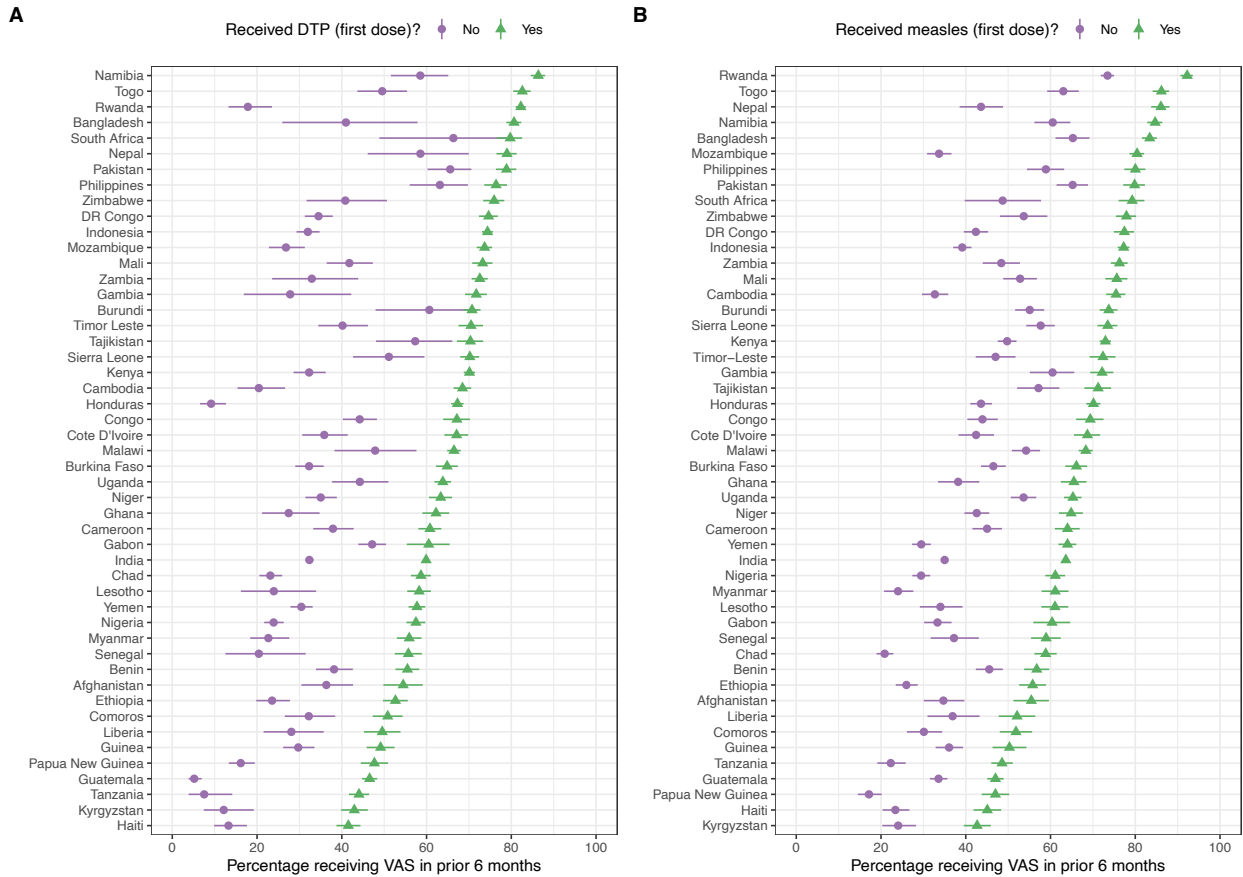 A
Received DTP (first dose)? No Yes
Namibia
Togo
Rwanda
Bangladesh
South Africa
Nepal
Pakistan
Philippines
Zimbabwe
DR Congo
Indonesia
Mozambique
Mali
Zambia
Gambia
Burundi
Timor Leste
Tajikistan
Sierra Leone
Kenya
Cambodia
Honduras
Congo
Cote D'Ivoire
Malawi
Burkina Faso
Uganda
Niger
Ghana
Cameroon
Gabon
India
Chad
Lesotho
Yemen
Nigeria
Myanmar
Senegal
Benin
Afghanistan
Ethiopia
Comoros
Liberia
Guinea
Papua New Guinea
Guatemala
Tanzania
Kyrgyzstan
Haiti
0 20 40 60 80 100
Percentage receiving VAS in prior 6 months
B
Received measles (first dose)? No Yes
Rwanda
Togo
Nepal
Namibia
Bangladesh
Mozambique
Philippines
Pakistan
South Africa
Zimbabwe
DR Congo
Indonesia
Zambia
Mali
Cambodia
Burundi
Sierra Leone
Kenya
Timor−Leste
Gambia
Tajikistan
Honduras
Congo
Cote D'Ivoire
Malawi
Burkina Faso
Ghana
Uganda
Niger
Cameroon
Yemen
India
Nigeria
Myanmar
Lesotho
Gabon
Senegal
Chad
Benin
Ethiopia
Afghanistan
Liberia
Comoros
Guinea
Tanzania
Guatemala
Papua New Guinea
Haiti
Kyrgyzstan
0 20 40 60 80 100
Percentage receiving VAS in prior 6 months